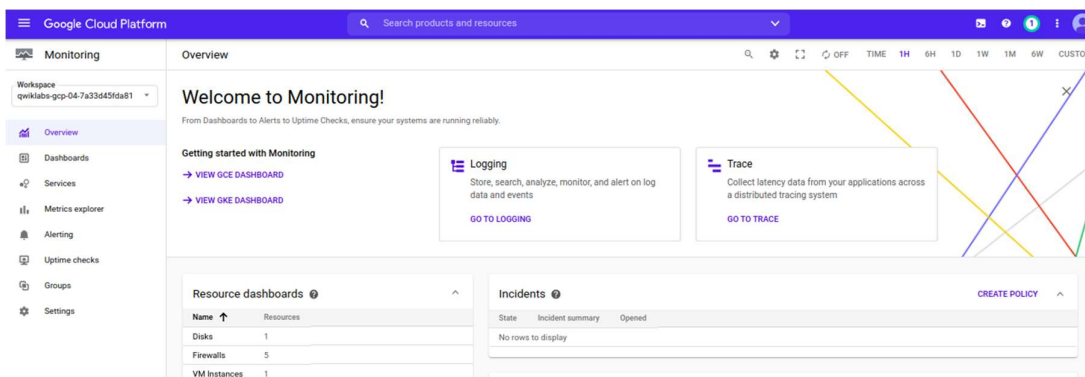 Google Cloud Platform
Search products and resources
1
Monitoring
Overview
OFF TIME 1H 6H 1D 1W 1M 6W CUSTO
Workspace
qwiklabs-gcp-04-7a33d45fda81
Overview
Dashboards
Services
Metrics explorer
Alerting
Uptime checks
Groups
Settings
Welcome to Monitoring!
From Dashboards to Alerts to Uptime Checks, ensure your systems are running reliably.
Getting started with Monitoring
→ VIEW GCE DASHBOARD
→ VIEW GKE DASHBOARD
Logging
Store, search, analyze, monitor, and alert on log
data and events
GO TO LOGGING
Trace
Collect latency data from your applications across
a distributed tracing system
GO TO TRACE
Resource dashboards
Name ↑ Resources
Disks 1
Firewalls 5
VM Instances 1
Incidents
CREATE POLICY
State Incident summary Opened
No rows to display